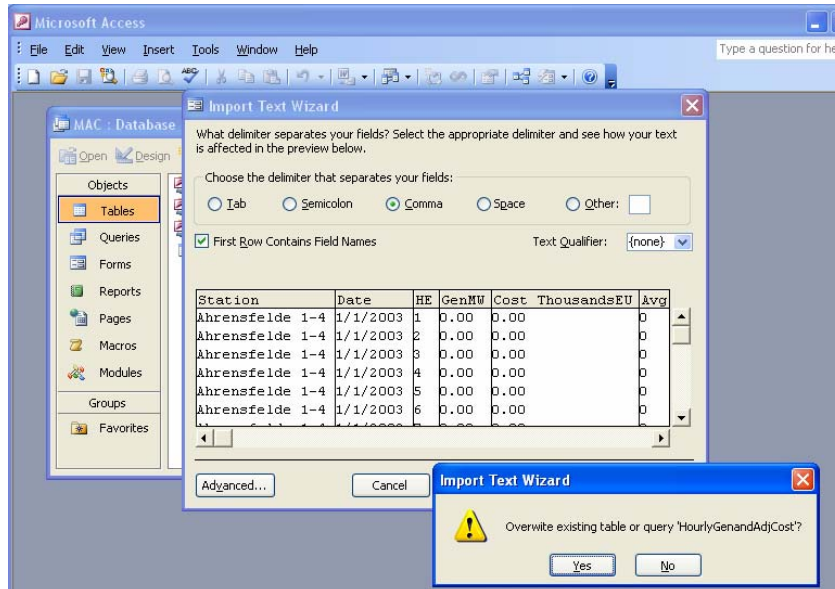 Microsoft Access
File Edit View Insert Tools Window Help
Type a question for he
MAC : Database
Open Design
Objects
Tables
Queries
Forms
Reports
Pages
Macros
Modules
Groups
Favorites
Import Text Wizard
What delimiter separates your fields? Select the appropriate delimiter and see how your text
is affected in the preview below.
Choose the delimiter that separates your fields:
Tab Semicolon Comma Space Other:
First Row Contains Field Names Text Qualifier: {none}
Station Date HE GenMW Cost ThousandsEU Avg
Ahrensfelde 1-4 1/1/2003 1 0.00 0.00 0
Ahrensfelde 1-4 1/1/2003 2 0.00 0.00 0
Ahrensfelde 1-4 1/1/2003 3 0.00 0.00 0
Ahrensfelde 1-4 1/1/2003 4 0.00 0.00 0
Ahrensfelde 1-4 1/1/2003 5 0.00 0.00 0
Ahrensfelde 1-4 1/1/2003 6 0.00 0.00 0
Advanced... Cancel
Import Text Wizard
Overwite existing table or query 'HourlyGenandAdjCost'?
Yes No